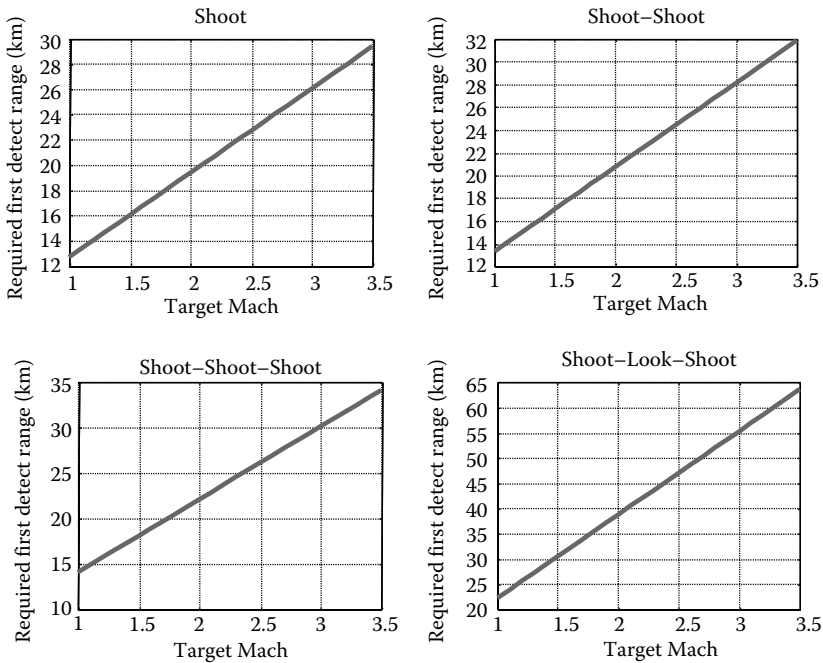 Shoot
Required first detect range (km)
30
28
26
24
22
20
18
16
14
12
1 1.5 2 2.5 3 3.5
Target Mach
Shoot–Shoot
Required first detect range (km)
32
30
28
26
24
22
20
18
16
14
12
1 1.5 2 2.5 3 3.5
Target Mach
Shoot–Shoot–Shoot
Required first detect range (km)
35
30
25
20
15
10
1 1.5 2 2.5 3 3.5
Target Mach
Shoot–Look–Shoot
Required first detect range (km)
65
60
55
50
45
40
35
30
25
20
1 1.5 2 2.5 3 3.5
Target Mach